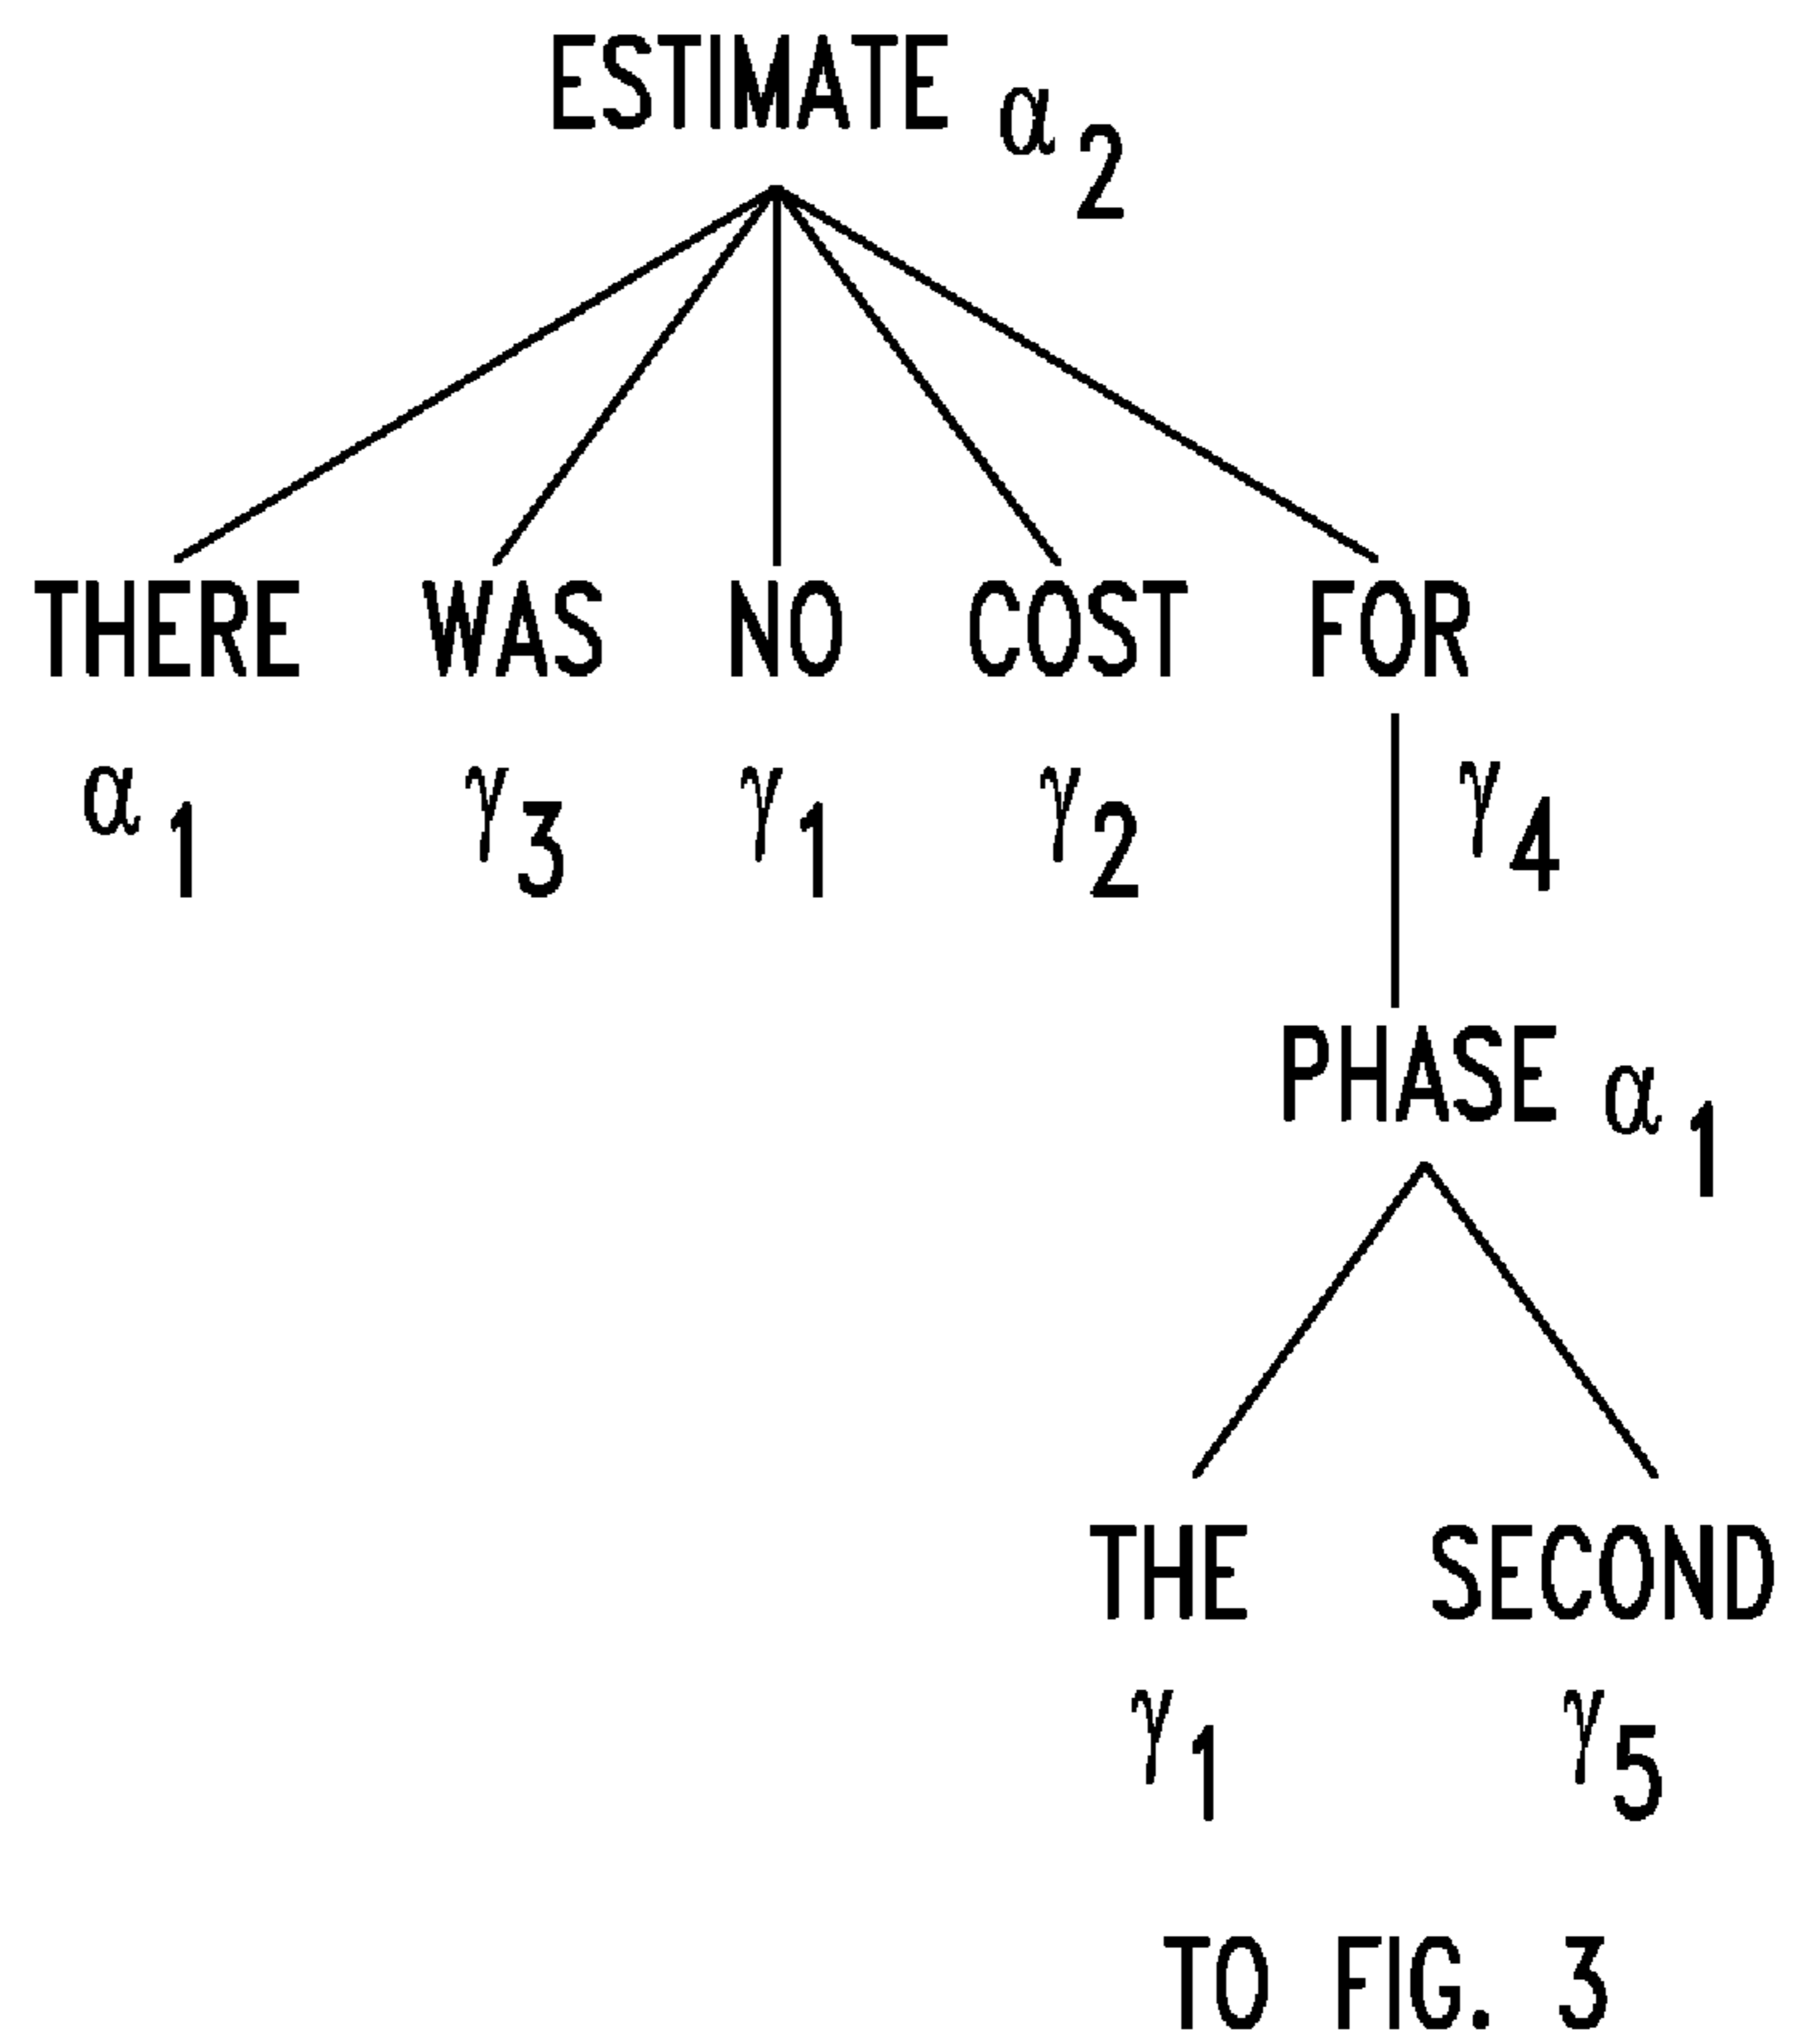 ESTIMATE α2
THERE WAS NO COST FOR
α1 γ3 γ1 γ2 γ4
PHASE α1
THE SECOND
γ1 γ5
TO FIG. 3